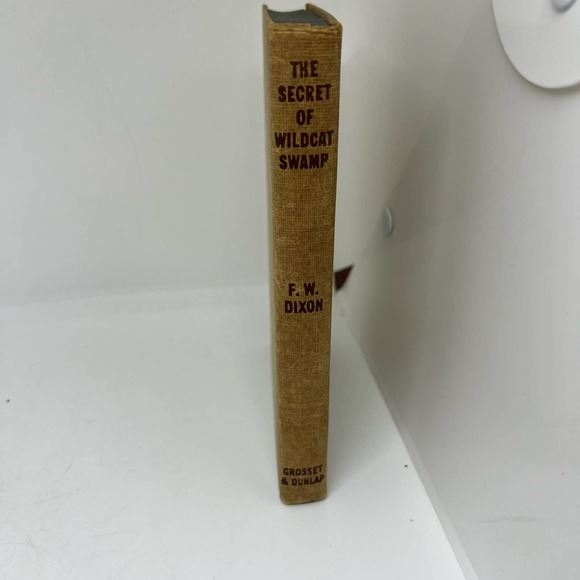 THE
SECRET
OF
WILDCAT
SWAMP
F. W.
DIXON
GROSSET
& DUNLAP